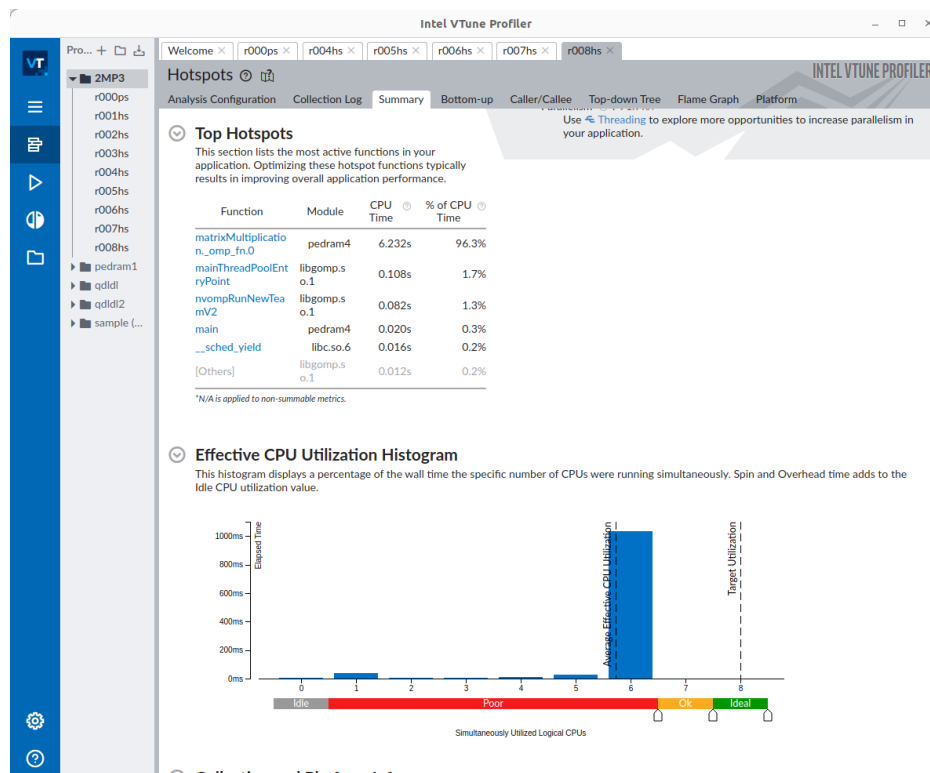 Intel VTune Profiler
VT
Pro...
Welcome
r000ps
r004hs
r005hs
r006hs
r007hs
r008hs
2MP3
r000ps
r001hs
r002hs
r003hs
r004hs
r005hs
r006hs
r007hs
r008hs
pedram1
qdldl
qdldl2
sample (...
Hotspots
INTEL VTUNE PROFILER
Analysis Configuration
Collection Log
Summary
Bottom-up
Caller/Callee
Top-down Tree
Flame Graph
Platform
Use Threading to explore more opportunities to increase parallelism in
your application.
Top Hotspots
This section lists the most active functions in your
application. Optimizing these hotspot functions typically
results in improving overall application performance.
Function Module CPU Time % of CPU Time
matrixMultiplicatio
n._omp_fn.0 pedram4 6.232s 96.3%
mainThreadPoolEnt libgomp.s
ryPoint o.1 0.108s 1.7%
nvompRunNewTea libgomp.s
mV2 o.1 0.082s 1.3%
main pedram4 0.020s 0.3%
__sched_yield libc.so.6 0.016s 0.2%
[Others] libgomp.s
o.1 0.012s 0.2%
*N/A is applied to non-summable metrics.
Effective CPU Utilization Histogram
This histogram displays a percentage of the wall time the specific number of CPUs were running simultaneously. Spin and Overhead time adds to the
Idle CPU utilization value.
Elapsed Time
1000ms
800ms
600ms
400ms
200ms
0ms
Average Effective CPU Utilization
Target Utilization
0 1 2 3 4 5 6 7 8
Idle Poor Ok Ideal
Simultaneously Utilized Logical CPUs